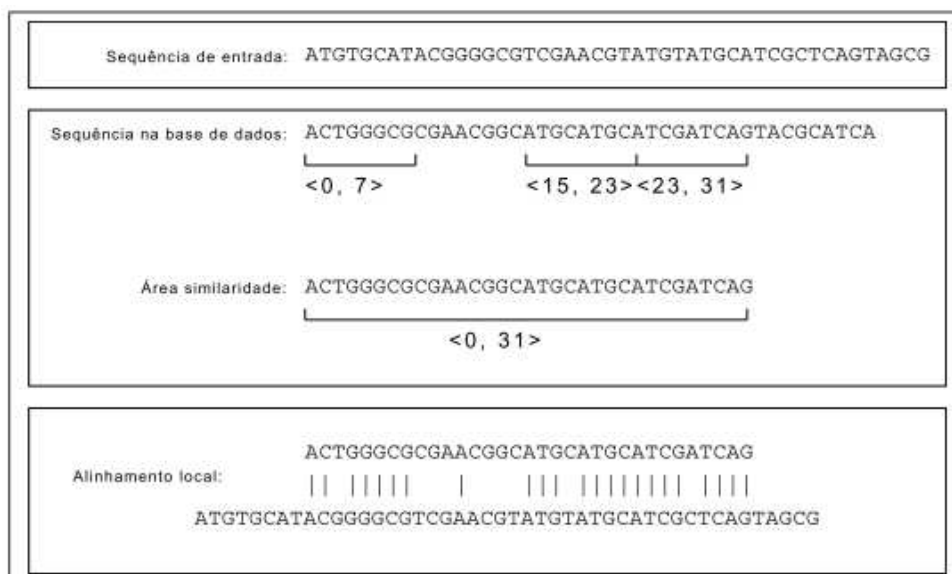 Sequência de entrada: ATGTGCATACGGGGCGTCGAACGTATGTATGCATCGCTCAGTAGCG
Sequência na base de dados: ACTGGGCGCGAACGGCATGCATGCATCGATCAGTACGCATCA
<0, 7> <15, 23> <23, 31>
Área similaridade: ACTGGGCGCGAACGGCATGCATGCATCGATCAG
<0, 31>
ACTGGGCGCGAACGGCATGCATGCATCGATCAG
Alinhamento local:
ATGTGCATACGGGGCGTCGAACGTATGTATGCATCGCTCAGTAGCG